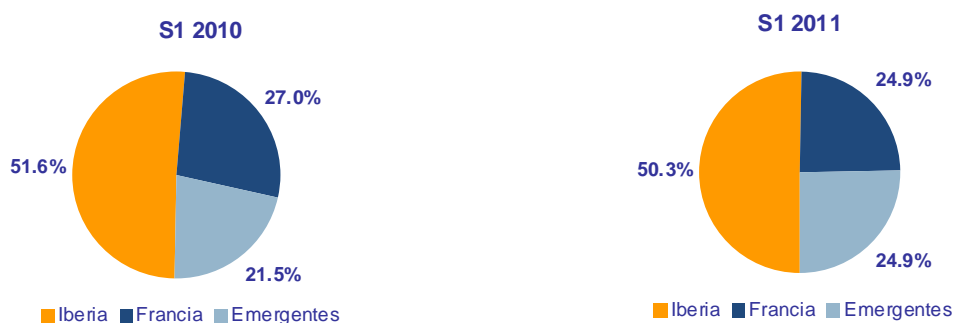 S1 2010
27.0%
51.6%
21.5%
Iberia Francia Emergentes
S1 2011
24.9%
50.3%
24.9%
Iberia Francia Emergentes